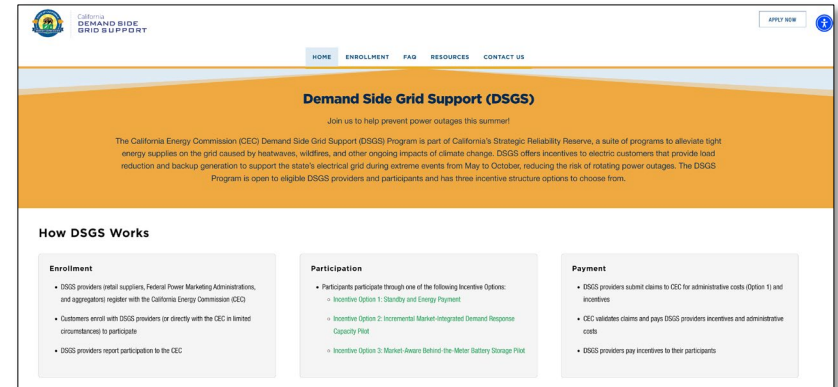 California
DEMAND SIDE
GRID SUPPORT
APPLY NOW
HOME ENROLLMENT FAQ RESOURCES CONTACT US
Demand Side Grid Support (DSGS)
Join us to help prevent power outages this summer!
The California Energy Commission (CEC) Demand Side Grid Support (DSGS) Program is part of California's Strategic Reliability Reserve, a suite of programs to alleviate tight
energy supplies on the grid caused by heatwaves, wildfires, and other ongoing impacts of climate change. DSGS offers incentives to electric customers that provide load
reduction and backup generation to support the state's electrical grid during extreme events from May to October, reducing the risk of rotating power outages. The DSGS
Program is open to eligible DSGS providers and participants and has three incentive structure options to choose from.
How DSGS Works
Enrollment
• DSGS providers (retail suppliers, Federal Power Marketing Administrations,
and aggregators) register with the California Energy Commission (CEC)
• Customers enroll with DSGS providers (or directly with the CEC in limited
circumstances) to participate
• DSGS providers report participation to the CEC
Participation
• Participants participate through one of the following Incentive Options:
○ Incentive Option 1: Standby and Energy Payment
○ Incentive Option 2: Incremental Market-Integrated Demand Response
Capacity Pilot
○ Incentive Option 3: Market-Aware Behind-the-Meter Battery Storage Pilot
Payment
• DSGS providers submit claims to CEC for administrative costs (Option 1) and
incentives
• CEC validates claims and pays DSGS providers incentives and administrative
costs
• DSGS providers pay incentives to their participants